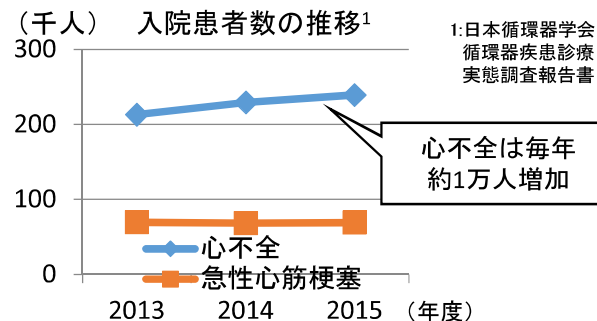 （千人） 入院患者数の推移1
1:日本循環器学会
循環器疾患診療
実態調査報告書
300
200
100
0
心不全は毎年
約1万人増加
心不全
急性心筋梗塞
2013 2014 2015 （年度）